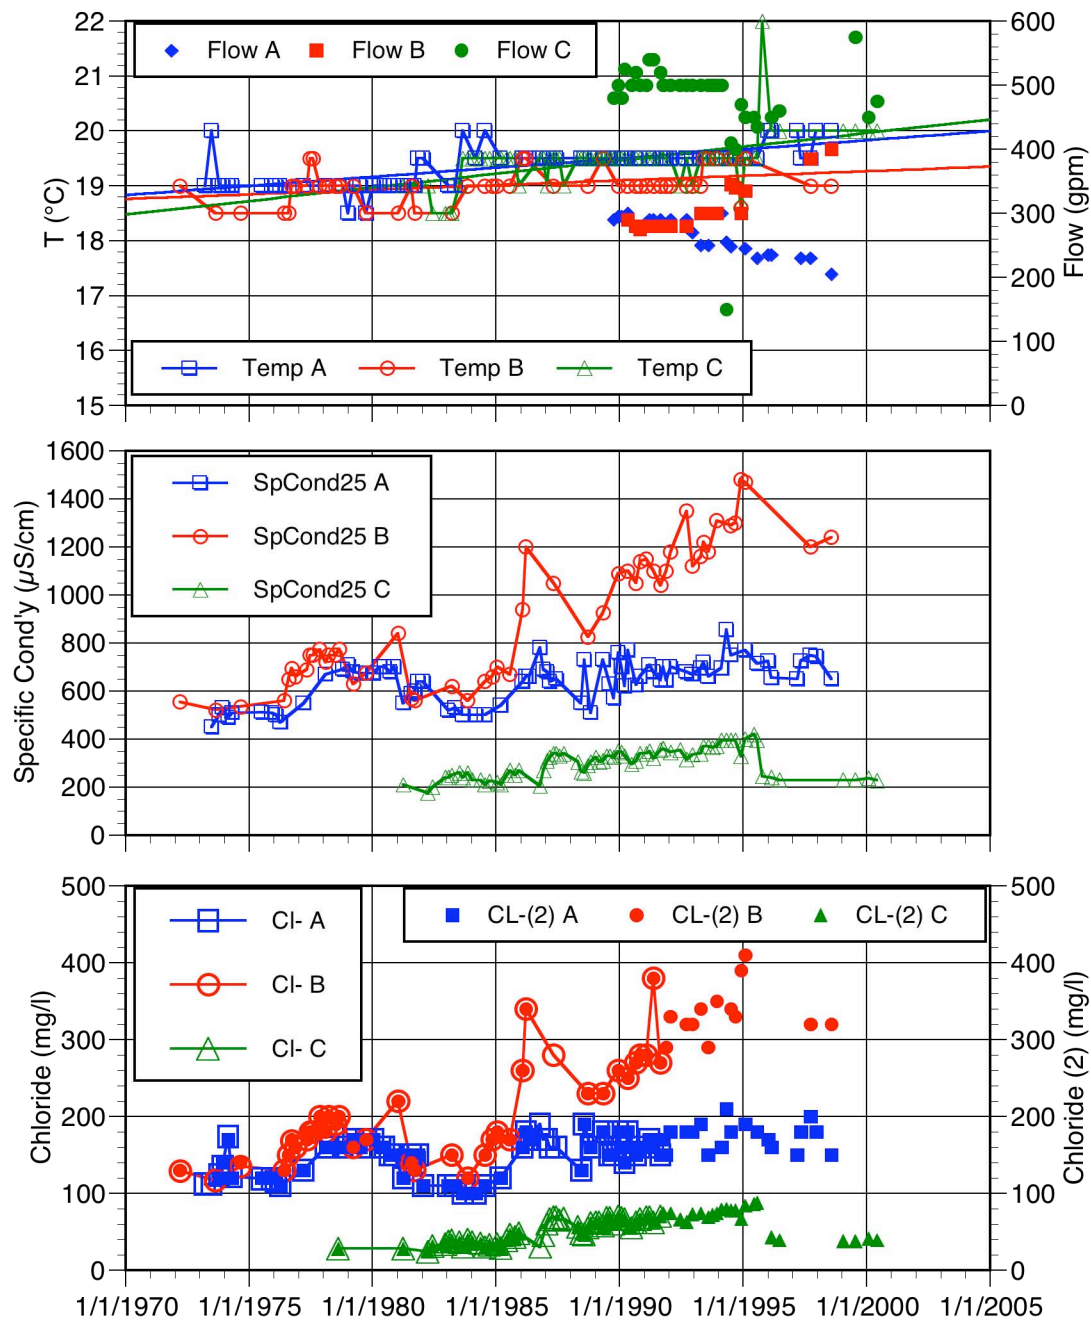 22
600
Flow A
Flow B
Flow C
21
500
20
400
19
300
18
200
17
100
16
Temp A
Temp B
Temp C
15
0
T (°C)
Flow (gpm)
1600
SpCond25 A
1400
SpCond25 B
1200
SpCond25 C
1000
800
600
400
200
0
Specific Cond'y (µS/cm)
500
500
Cl- A
CL-(2) A
CL-(2) B
CL-(2) C
400
400
Cl- B
300
300
Cl- C
200
200
100
100
0
0
Chloride (mg/l)
Chloride (2) (mg/l)
1/1/1970
1/1/1975
1/1/1980
1/1/1985
1/1/1990
1/1/1995
1/1/2000
1/1/2005